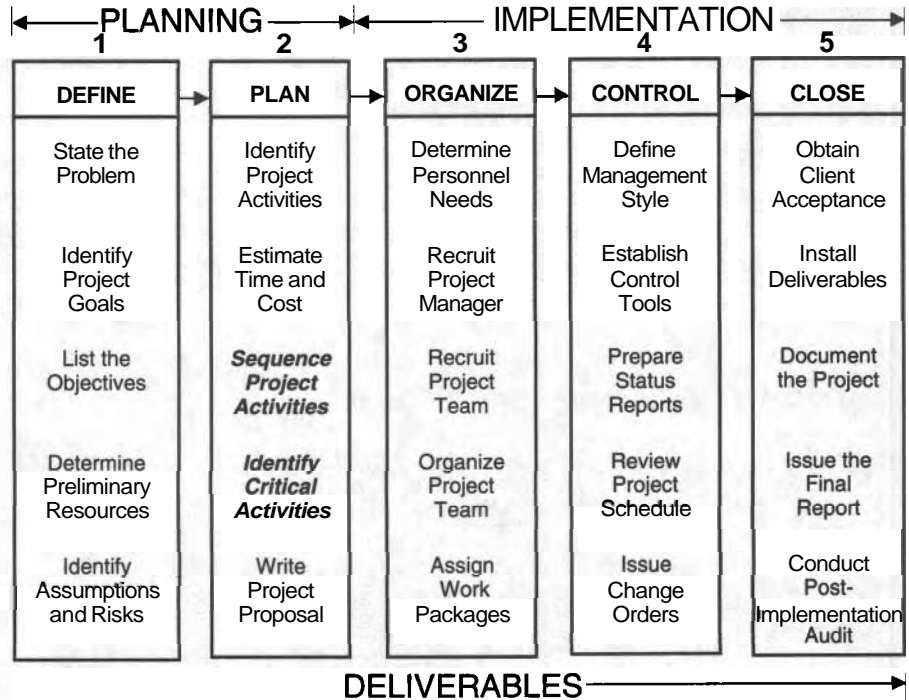 PLANNING
IMPLEMENTATION
1
2
3
4
5
DEFINE
PLAN
ORGANIZE
CONTROL
CLOSE
State the
Problem
Identify
Project
Goals
List the
Objectives
Determine
Preliminary
Resources
Identify
Assumptions
and Risks
Identify
Project
Activities
Estimate
Time and
Cost
Sequence
Project
Activities
Identify
Critical
Activities
Write
Project
Proposal
Determine
Personnel
Needs
Recruit
Project
Manager
Recruit
Project
Team
Organize
Project
Team
Assign
Work
Packages
Define
Management
Style
Establish
Control
Tools
Prepare
Status
Reports
Review
Project
Schedule
Issue
Change
Orders
Obtain
Client
Acceptance
Install
Deliverables
Document
the Project
Issue the
Final
Report
Conduct
Post-
Implementation
Audit
DELIVERABLES